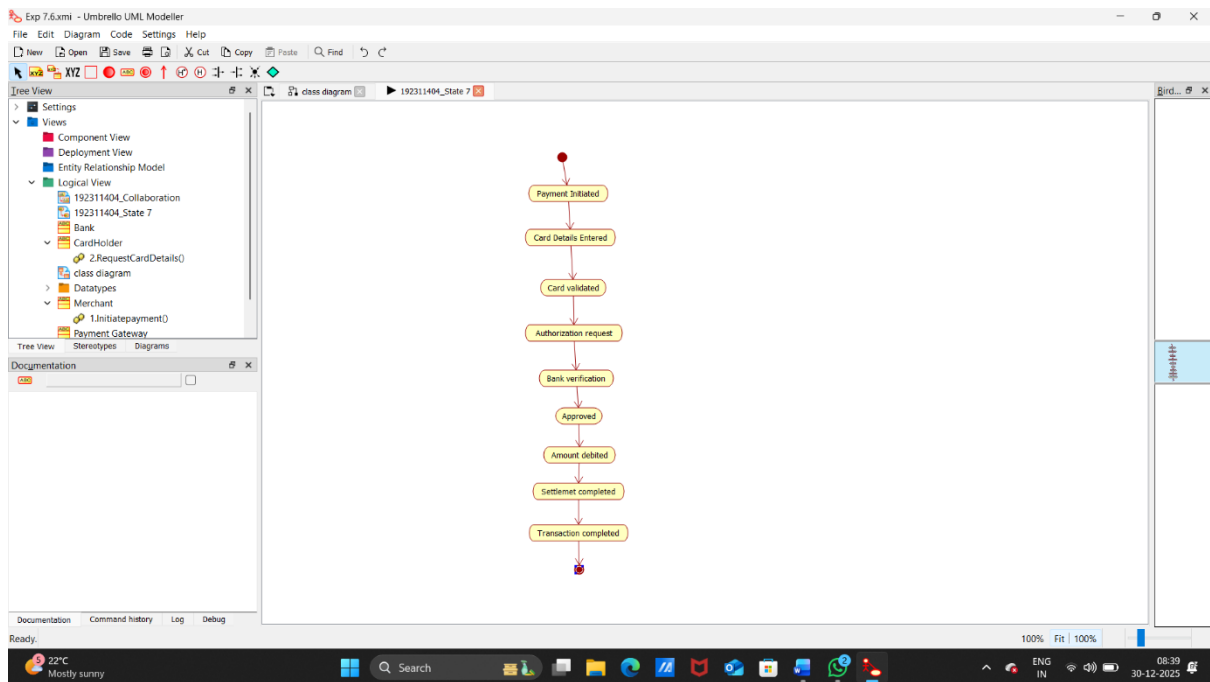 Exp 7.6.xmi - Umbrello UML Modeller
File Edit Diagram Code Settings Help
New Open Save Cut Copy Paste Find
xyz XYZ ABC H* H
Tree View
class diagram
192311404_State 7
Bird...
Settings
Views
Component View
Deployment View
Entity Relationship Model
Logical View
192311404_Collaboration
192311404_State 7
Bank
CardHolder
2.RequestCardDetails()
class diagram
Datatypes
Merchant
1.Initiatepayment()
Payment Gateway
Tree View Stereotypes Diagrams
Documentation
ABC
Documentation Command history Log Debug
Payment Initiated
Card Details Entered
Card validated
Authorization request
Bank verification
Approved
Amount debited
Settlemet completed
Transaction completed
Ready.
100% Fit 100%
5
22°C
Mostly sunny
Search
2
ENG
IN
08:39
30-12-2025